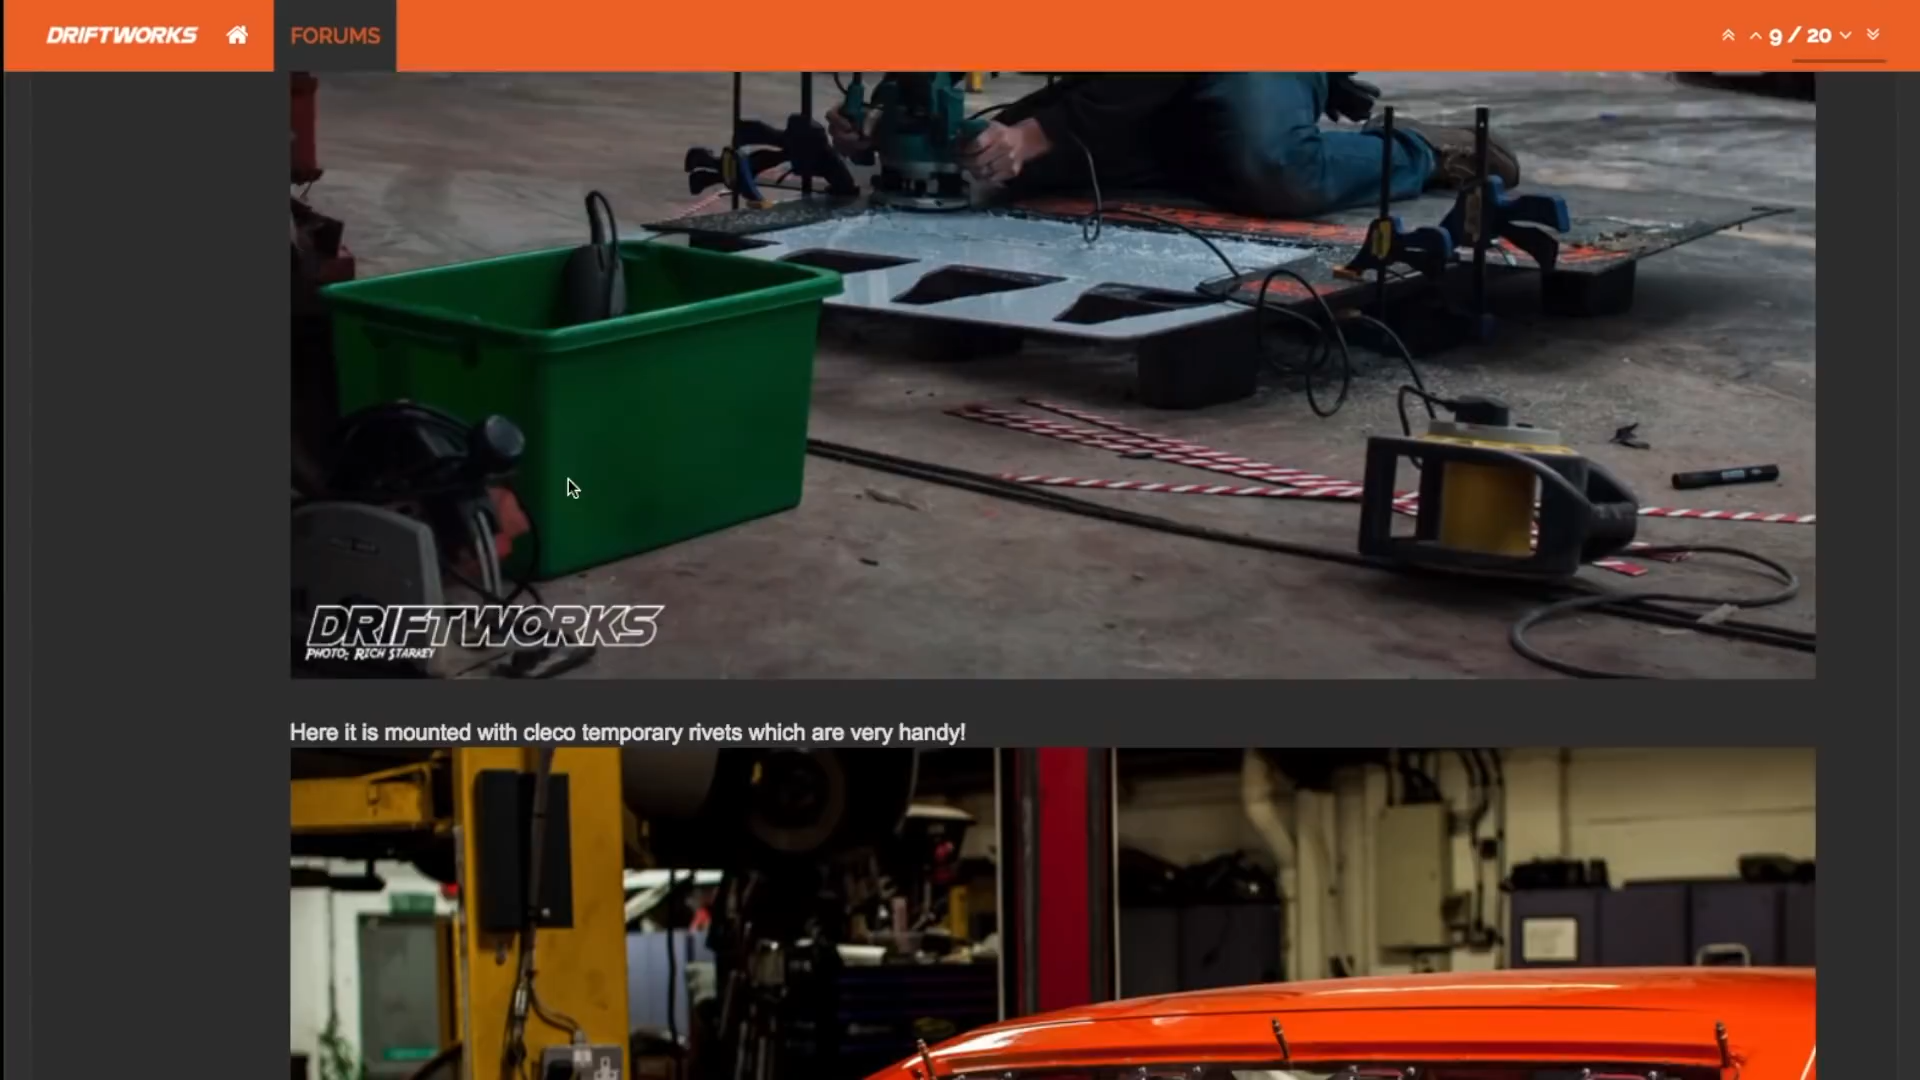 DRIFTWORKS
FORUMS
9 / 20
DRIFTWORKS
PHOTO: RICH STARKEY
Here it is mounted with cleco temporary rivets which are very handy!